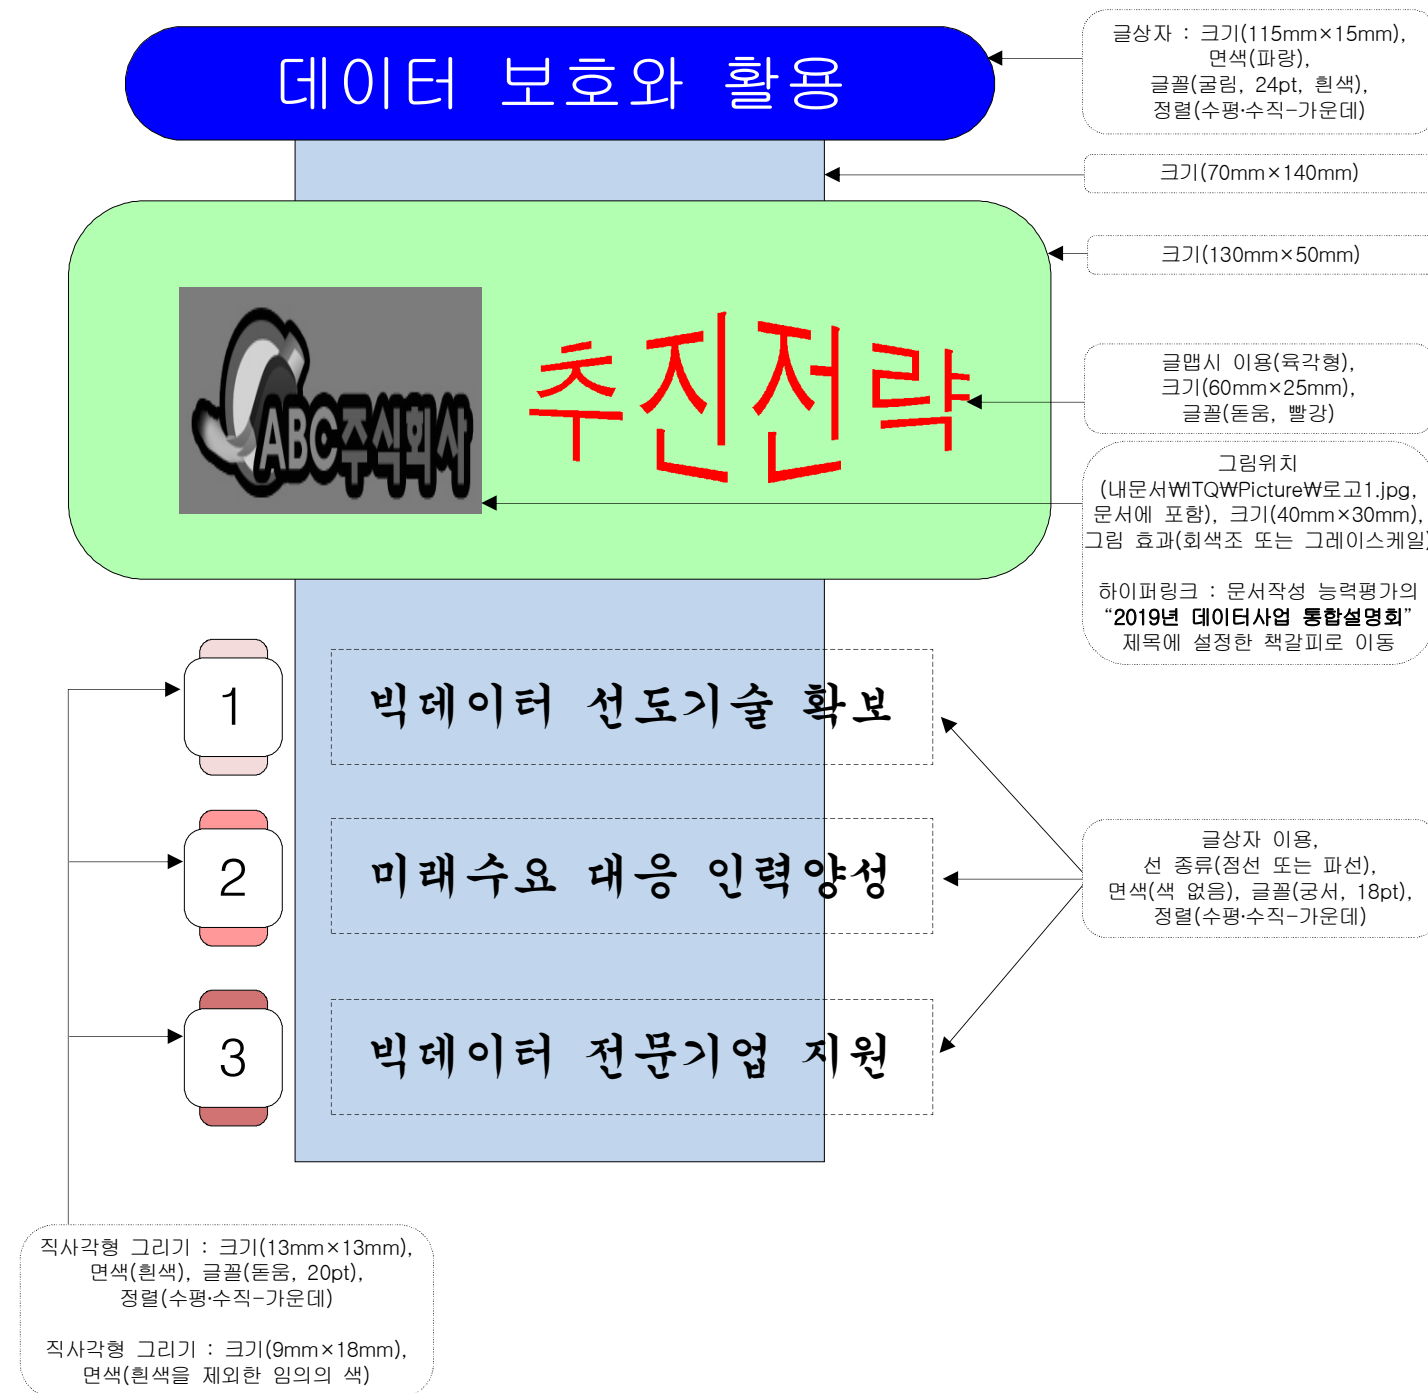 데이터 보호와 활용
글상자 : 크기(115mm×15mm),
면색(파랑),
글꼴(굴림, 24pt, 흰색),
정렬(수평·수직-가운데)
크기(70mm×140mm)
크기(130mm×50mm)
ABC주식회사
추진전략
글맵시 이용(육각형),
크기(60mm×25mm),
글꼴(돋움, 빨강)
그림위치
(내문서₩ITQ₩Picture₩로고1.jpg,
문서에 포함), 크기(40mm×30mm),
그림 효과(회색조 또는 그레이스케일)
하이퍼링크 : 문서작성 능력평가의
“2019년 데이터사업 통합설명회”
제목에 설정한 책갈피로 이동
1
빅데이터 선도기술 확보
2
미래수요 대응 인력양성
글상자 이용,
선 종류(점선 또는 파선),
면색(색 없음), 글꼴(궁서, 18pt),
정렬(수평·수직-가운데)
3
빅데이터 전문기업 지원
직사각형 그리기 : 크기(13mm×13mm),
면색(흰색), 글꼴(돋움, 20pt),
정렬(수평·수직-가운데)
직사각형 그리기 : 크기(9mm×18mm),
면색(흰색을 제외한 임의의 색)